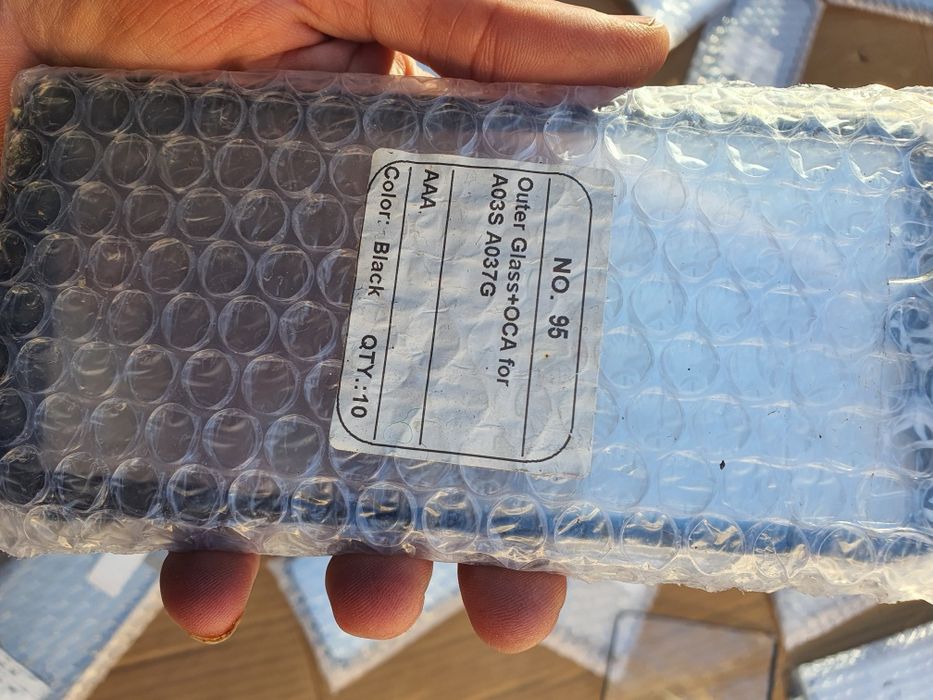 NO. 95
Outer Glass+OCA for
A03S A037G
AAA
Color: Black QTY.:10